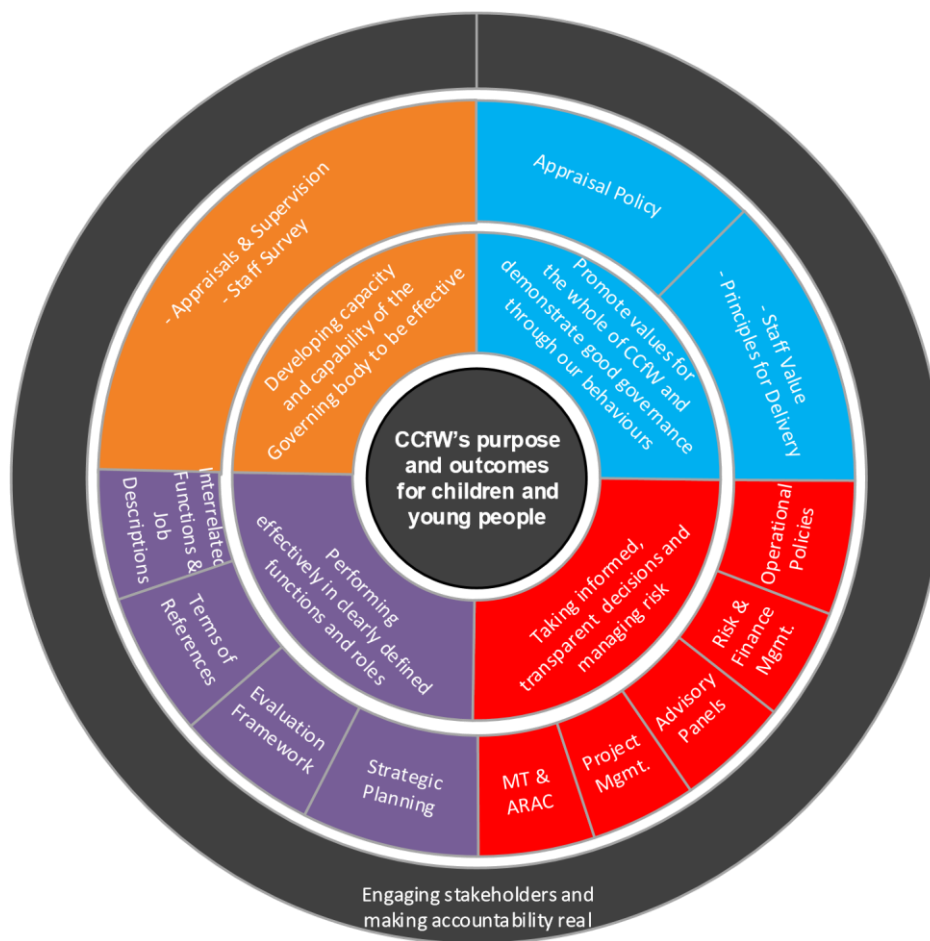 - Appraisals & Supervision
- Staff Survey
Appraisal Policy
- Staff Value
- Principles for Delivery
Developing capacity
and capability of the
Governing body to be effective
Promote values for
the whole of CCfW and
demonstrate good governance
through our behaviours
CCfW’s purpose
and outcomes
for children and
young people
Interrelated
Functions &
Job
Descriptions
Terms of
References
Evaluation
Framework
Strategic
Planning
Performing
effectively in clearly defined
functions and roles
Taking informed,
transparent decisions and
managing risk
Operational
Policies
Risk &
Finance
Mgmt.
Advisory
Panels
Project
Mgmt.
MT &
ARAC
Engaging stakeholders and
making accountability real